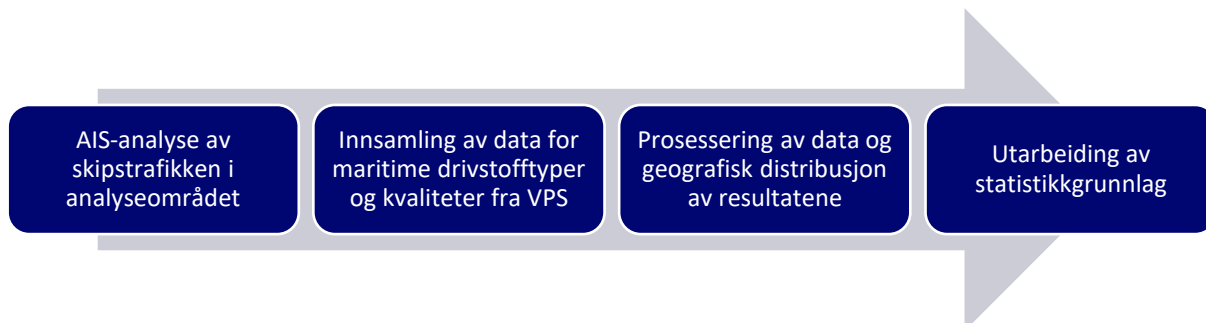 AIS-analyse av
skipstrafikken i
analyseområdet
Innsamling av data for
maritime drivstofftyper
og kvaliteter fra VPS
Prosessering av data og
geografisk distribusjon
av resultatene
Utarbeiding av
statistikkgrunnlag